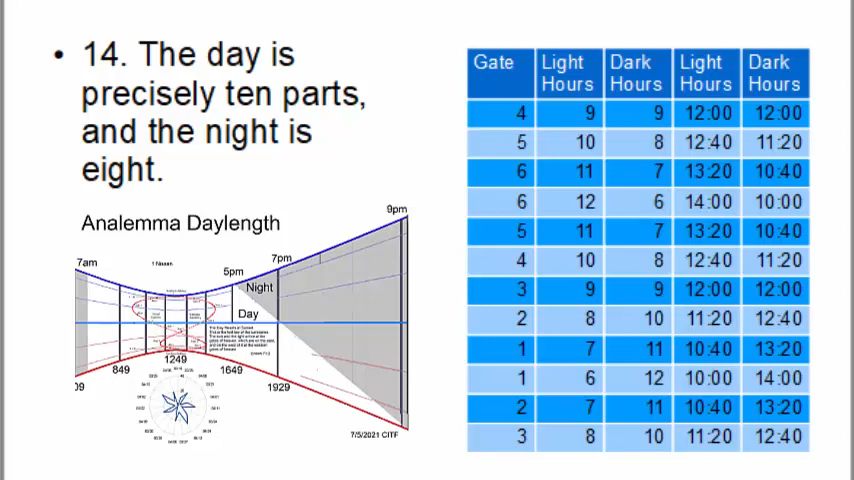 • 14. The day is
precisely ten parts,
and the night is
eight.
Analemma Daylength
9pm
7am
1 Nissan
5pm
7pm
Night
Day
849
1249
1649
1929
09
7/5/2021 CITF
Gate Light Hours Dark Hours Light Hours Dark Hours
4 9 9 12:00 12:00
5 10 8 12:40 11:20
6 11 7 13:20 10:40
6 12 6 14:00 10:00
5 11 7 13:20 10:40
4 10 8 12:40 11:20
3 9 9 12:00 12:00
2 8 10 11:20 12:40
1 7 11 10:40 13:20
1 6 12 10:00 14:00
2 7 11 10:40 13:20
3 8 10 11:20 12:40